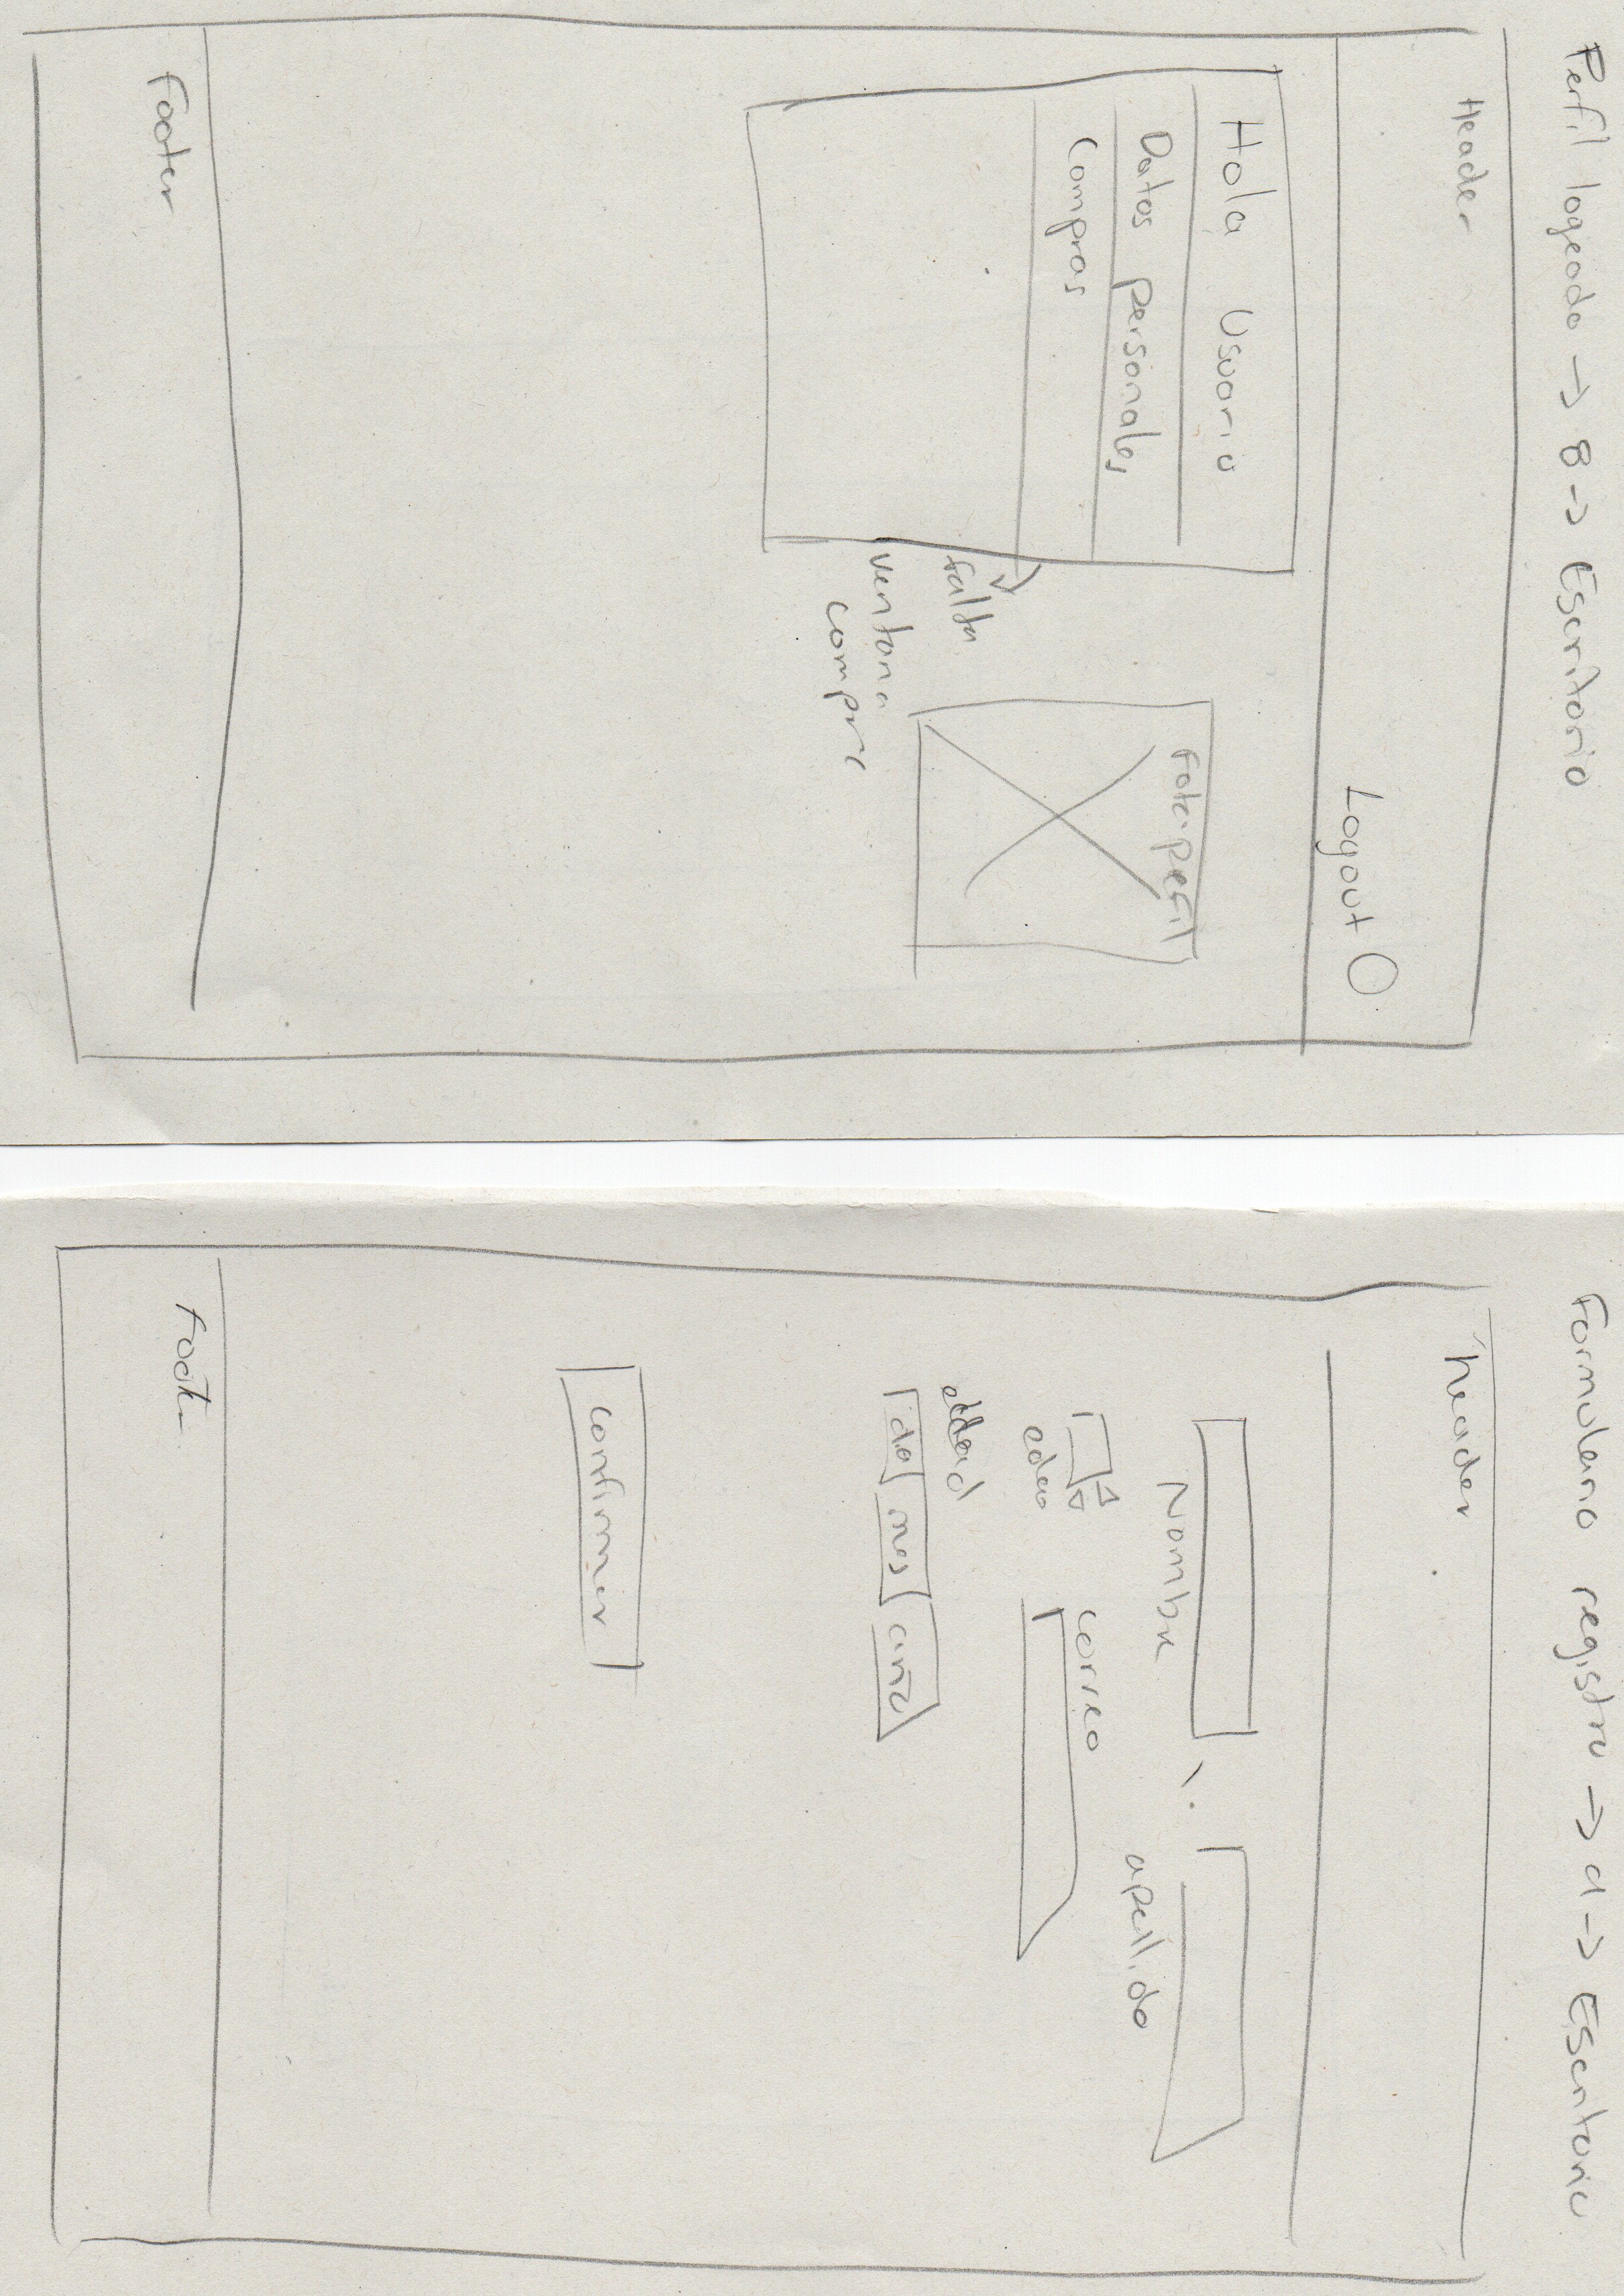 Perfil logeado -> 8 -> Escritorio
Header
Logout
Hola Usuario
Datos personales
Compras
foto perfil
falta
ventana
compra
Footer
Formulario registro -> 9 -> Escritorio
header
Nombre
apellido
correo
edad
edad
dia mes año
confirmar
footer